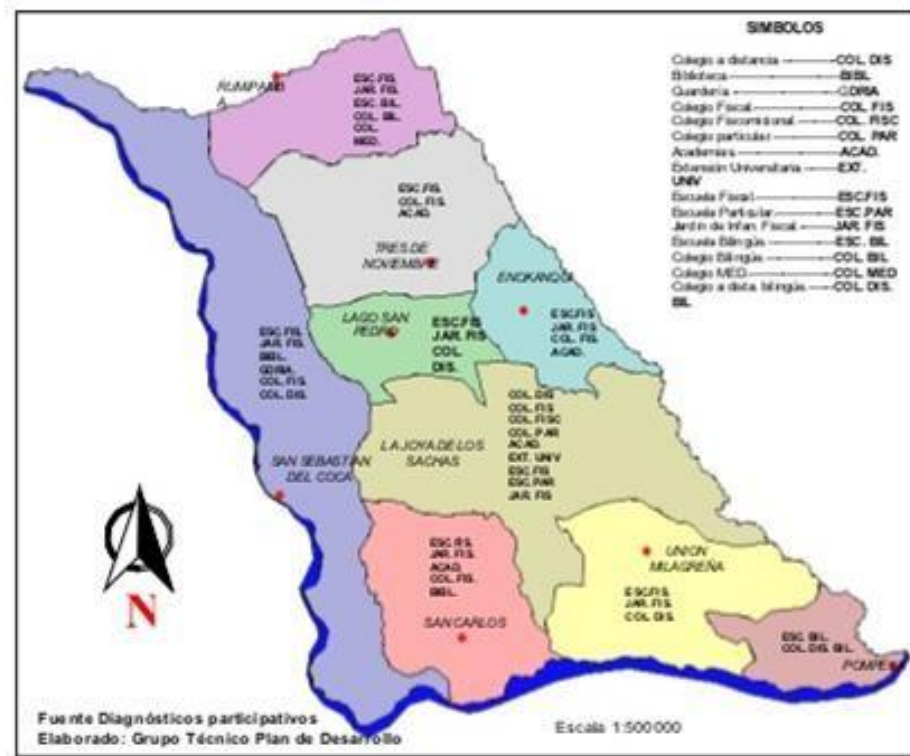 SIMBOLOS
Colegio a distancia COL. DIS
Biblioteca BIBL
Guardería GDRIA
Colegio Fiscal COL. FIS
Colegio Fiscomisional COL. FISC
Colegio particular COL. PAR
Academias ACAD.
Extensión Universitaria EXT.
UNIV
Escuela Fiscal ESC.FIS
Escuela Particular ESC.PAR
Jardín de Infan. Fiscal JAR. FIS
Escuela Bilingüe ESC. BIL
Colegio Bilingüe COL. BIL
Colegio MED COL. MED
Colegio a dista. bilingüe COL. DIS.
BIL
RUMIPAMB
A
ESC.FIS.
JAR. FIS.
ESC. BIL.
COL. BIL.
COL.
MED.
ESC.FIS.
COL. FIS.
ACAD.
TRES DE
NOVIEMBRE
ENOKANQUI
ESC.FIS
JAR. FIS.
COL. FIS.
ACAD.
LAGO SAN
PEDRO
ESC.FIS
JAR. FIS
COL.
DIS.
ESC.FIS.
JAR. FIS.
BIBL.
GDRIA.
COL. FIS.
COL. DIS.
SAN SEBASTIAN
DEL COCA
LA JOYA DE LOS
SACHAS
COL. DIS
COL. FIS
COL. FISC
COL. PAR
ACAD.
EXT. UNIV
ESC.FIS
ESC.PAR
JAR. FIS
ESC.FIS.
JAR. FIS.
ACAD.
COL. FIS.
BIBL.
SAN CARLOS
UNION
MILAGREÑA
ESC.FIS.
JAR. FIS.
COL. DIS.
ESC. BIL.
COL. DIS. BIL.
POMPEYA
N
Fuente Diagnósticos participativos
Elaborado: Grupo Técnico Plan de Desarrollo
Escala 1:500000